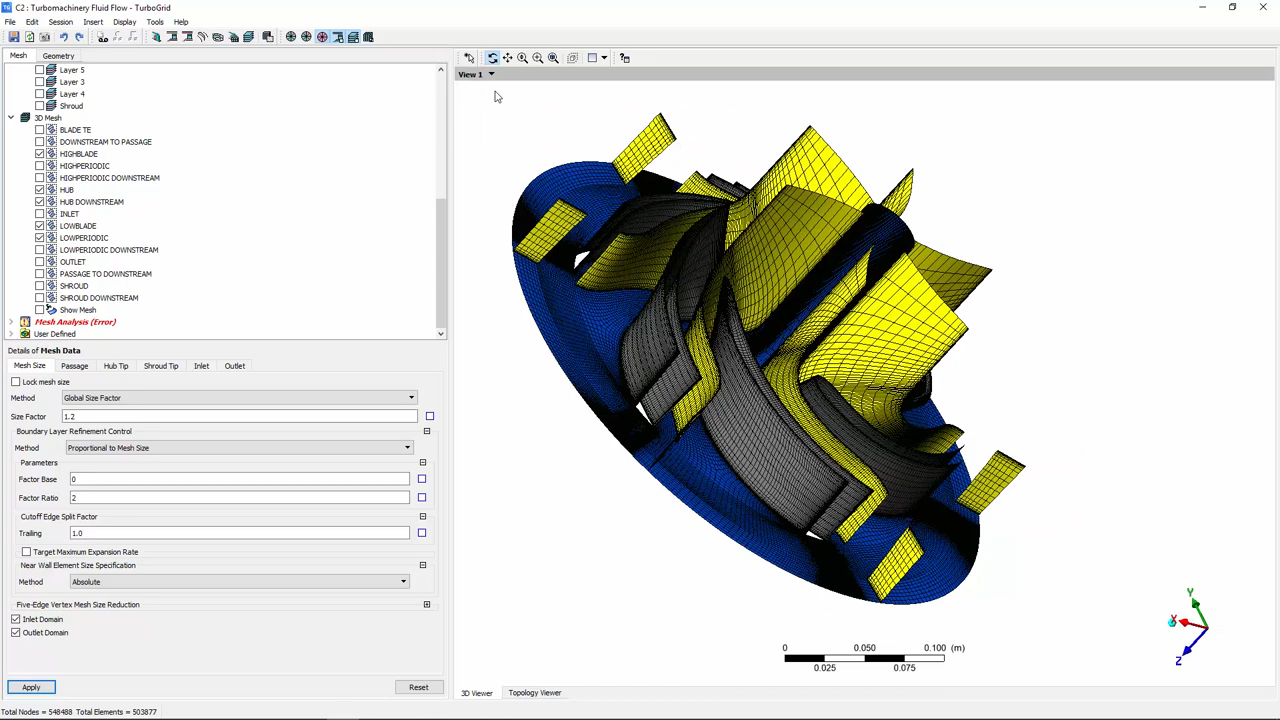 C2 : Turbomachinery Fluid Flow - TurboGrid
File Edit Session Insert Display Tools Help
Mesh Geometry
Layer 5
Layer 3
Layer 4
Shroud
3D Mesh
BLADE TE
DOWNSTREAM TO PASSAGE
HIGHBLADE
HIGHPERIODIC
HIGHPERIODIC DOWNSTREAM
HUB
HUB DOWNSTREAM
INLET
LOWBLADE
LOWPERIODIC
LOWPERIODIC DOWNSTREAM
OUTLET
PASSAGE TO DOWNSTREAM
SHROUD
SHROUD DOWNSTREAM
Show Mesh
Mesh Analysis (Error)
User Defined
Details of Mesh Data
Mesh Size Passage Hub Tip Shroud Tip Inlet Outlet
Lock mesh size
Method Global Size Factor
Size Factor 1.2
Boundary Layer Refinement Control
Method Proportional to Mesh Size
Parameters
Factor Base 0
Factor Ratio 2
Cutoff Edge Split Factor
Trailing 1.0
Target Maximum Expansion Rate
Near Wall Element Size Specification
Method Absolute
Five-Edge Vertex Mesh Size Reduction
Inlet Domain
Outlet Domain
Apply Reset
Total Nodes = 548488 Total Elements = 503877
View 1
Y
X
Z
0 0.050 0.100 (m)
0.025 0.075
3D Viewer Topology Viewer